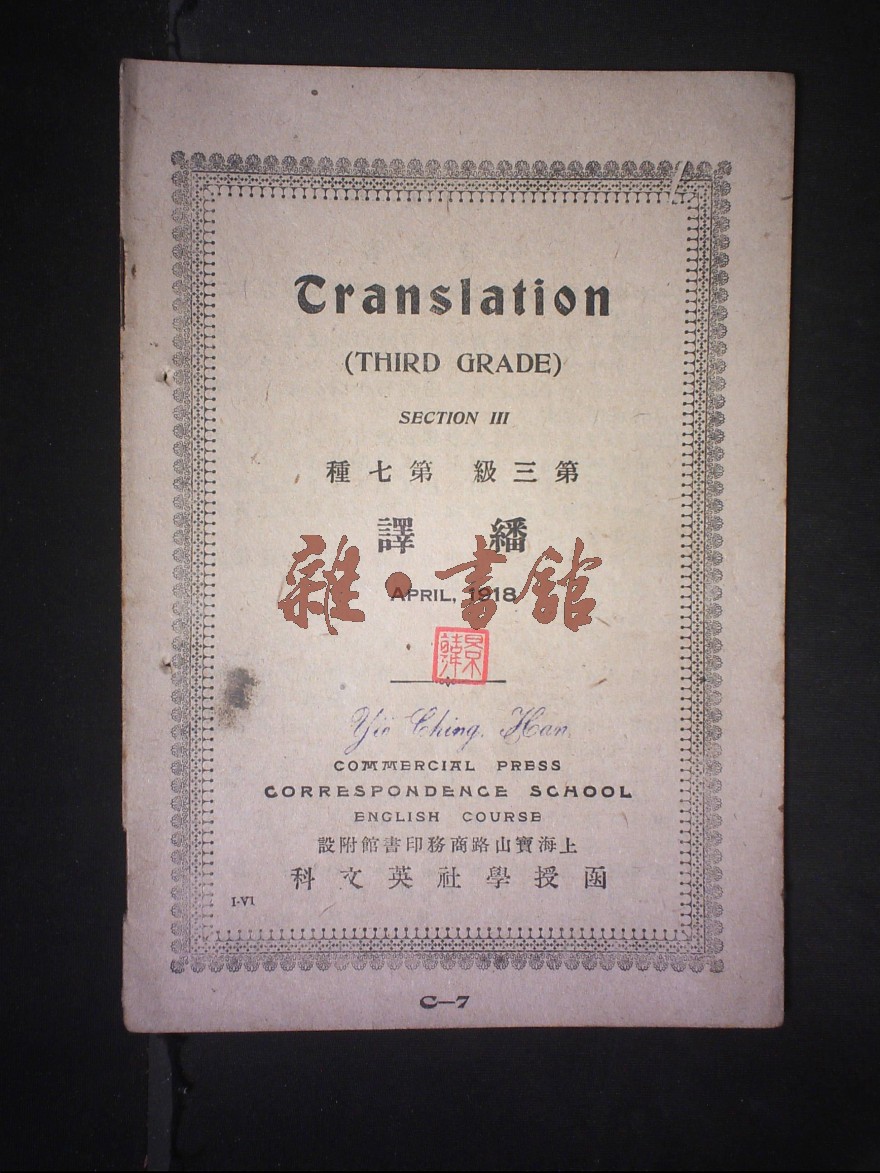 Translation
(THIRD GRADE)
SECTION III
第三級 第七種
繙譯
雜·書館
APRIL, 1918
Yie Ching. Han
COMMERCIAL PRESS
CORRESPONDENCE SCHOOL
ENGLISH COURSE
上海寶山路商務印書館附設
函授學社英文科
I-VI
C—7